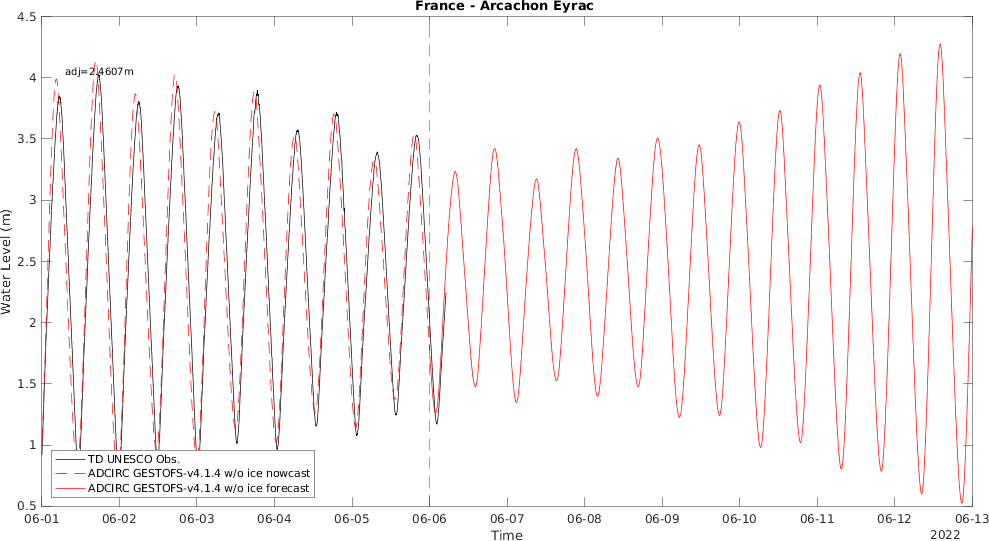 France - Arcachon Eyrac
4.5
4
3.5
3
2.5
2
1.5
1
0.5
Water Level (m)
adj=2.4607m
TD UNESCO Obs.
ADCIRC GESTOFS-v4.1.4 w/o ice nowcast
ADCIRC GESTOFS-v4.1.4 w/o ice forecast
06-01 06-02 06-03 06-04 06-05 06-06 06-07 06-08 06-09 06-10 06-11 06-12 06-13
Time
2022